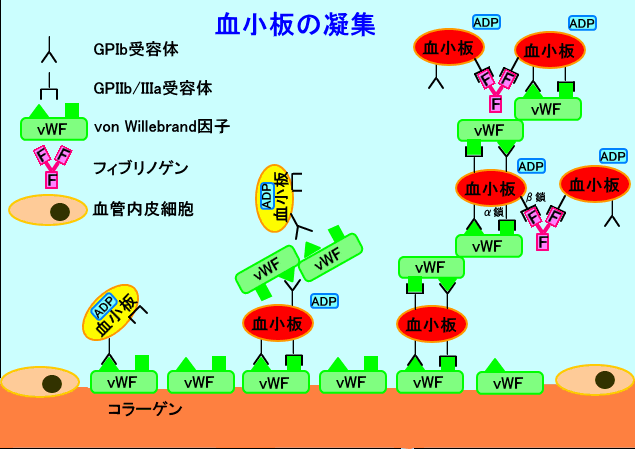 血小板の凝集
GPIb受容体
GPIIb/IIIa受容体
vWF
von Willebrand因子
F
F
F
フィブリノゲン
血管内皮細胞
ADP
血小板
ADP
血小板
F
F
F
vWF
vWF
ADP
血小板
β鎖
α鎖
ADP
血小板
F
F
F
vWF
vWF
ADP
血小板
vWF
vWF
ADP
血小板
ADP
血小板
血小板
vWF
vWF
vWF
vWF
vWF
vWF
コラーゲン